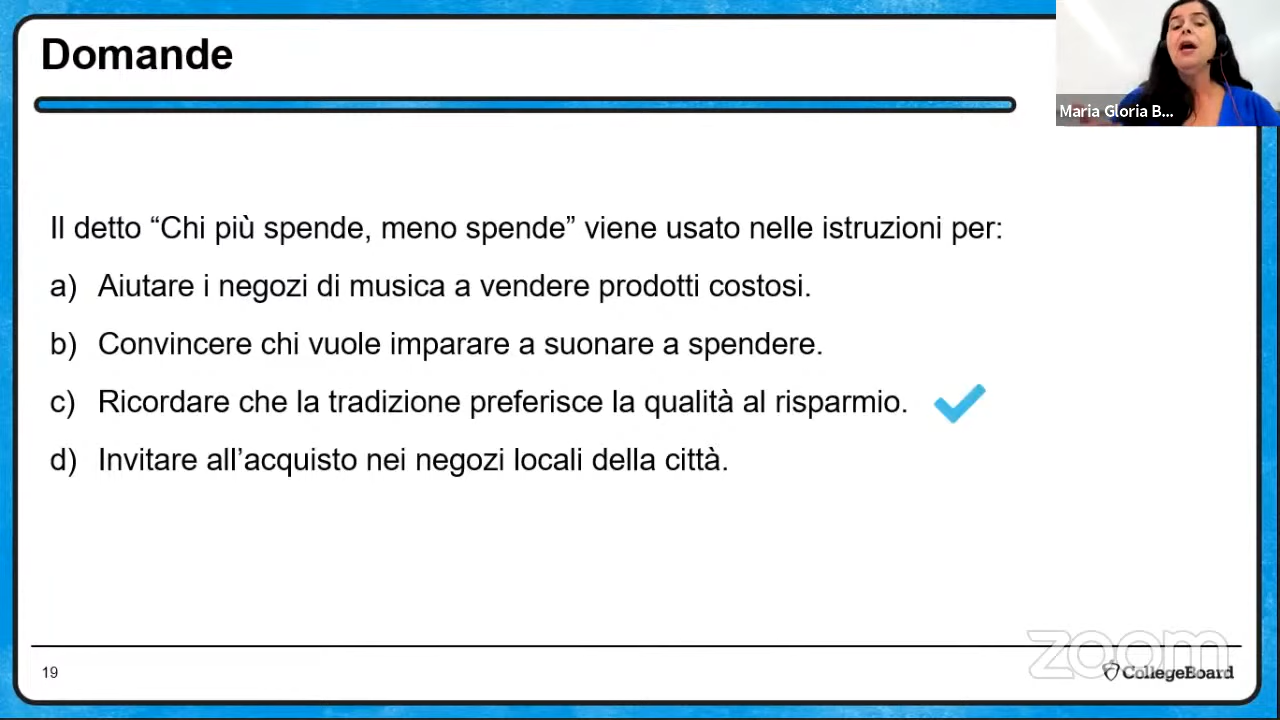 Domande
Maria Gloria B...
Il detto “Chi più spende, meno spende” viene usato nelle istruzioni per:
a) Aiutare i negozi di musica a vendere prodotti costosi.
b) Convincere chi vuole imparare a suonare a spendere.
c) Ricordare che la tradizione preferisce la qualità al risparmio.
d) Invitare all’acquisto nei negozi locali della città.
zoom
19
CollegeBoard